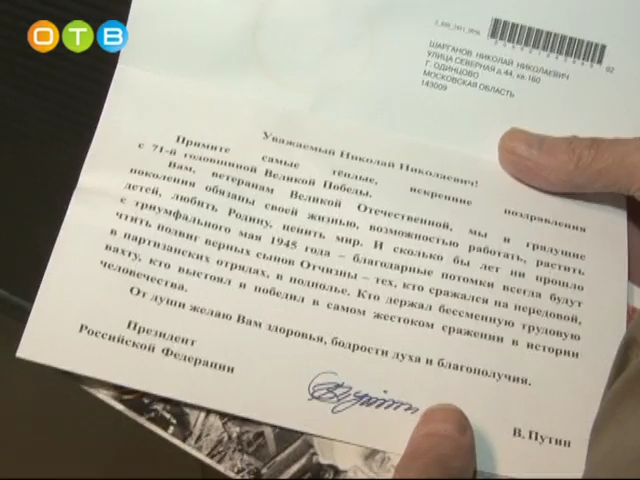 ОТВ
ШАРГАНОВ НИКОЛАЙ НИКОЛАЕВИЧ
УЛИЦА СЕВЕРНАЯ д.44, кв.160
Г. ОДИНЦОВО
МОСКОВСКАЯ ОБЛАСТЬ
143009
02
Уважаемый Николай Николаевич!
Примите самые тёплые, искренние поздравления
с 71-й годовщиной Великой Победы.
Вам, ветеранам Великой Отечественной, мы и грядущие
поколения обязаны своей жизнью, возможностью работать, растить
детей, любить Родину, ценить мир. И сколько бы лет ни прошло
с триумфального мая 1945 года – благодарные потомки всегда будут
чтить подвиг верных сынов Отчизны – тех, кто сражался на передовой,
в партизанских отрядах, в подполье. Кто держал бессменную трудовую
вахту, кто выстоял и победил в самом жестоком сражении в истории
человечества.
От души желаю Вам здоровья, бодрости духа и благополучия.
Президент
Российской Федерации
В. Путин